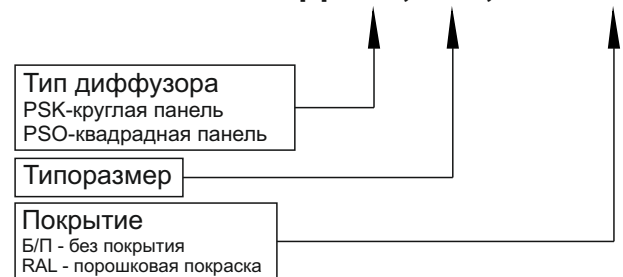 Тип диффузора
PSK-круглая панель
PSO-квадрадная панель
Типоразмер
Покрытие
Б/П - без покрытия
RAL - порошковая покраска